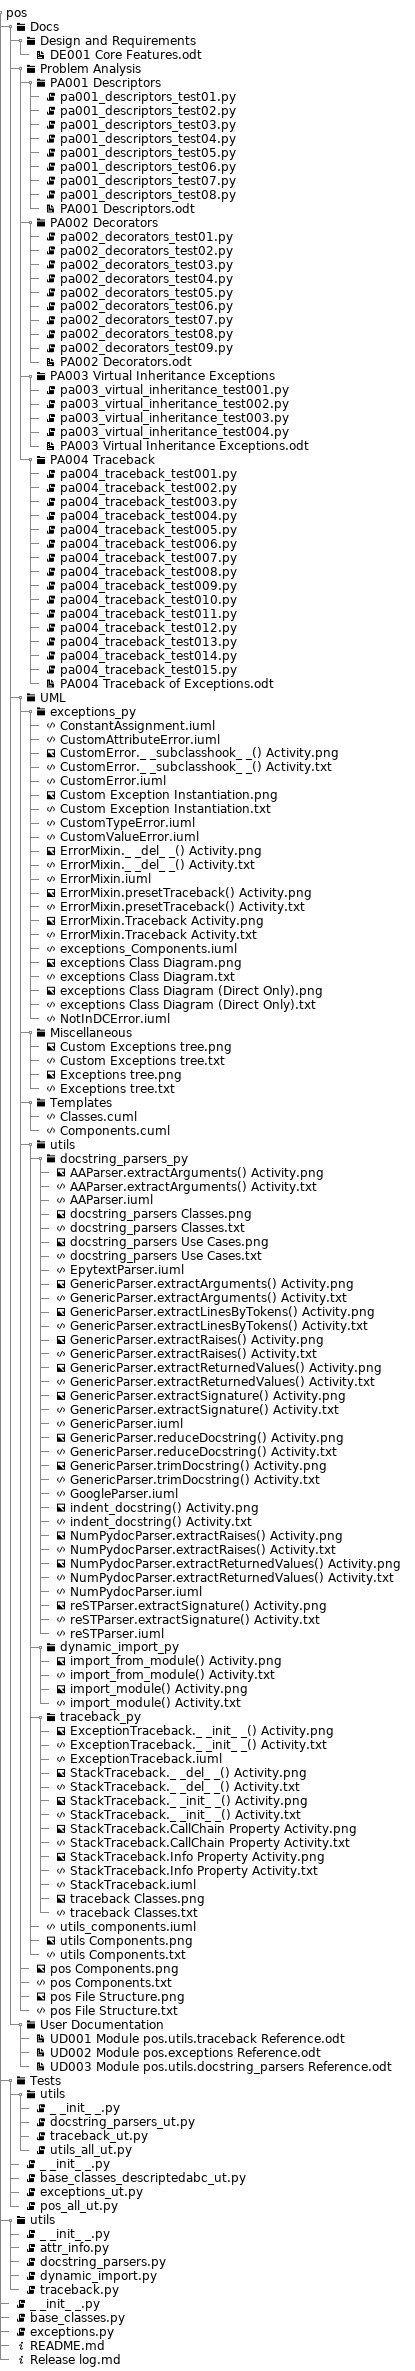 pos
Docs
Design and Requirements
DE001 Core Features.odt
Problem Analysis
PA001 Descriptors
pa001_descriptors_test01.py
pa001_descriptors_test02.py
pa001_descriptors_test03.py
pa001_descriptors_test04.py
pa001_descriptors_test05.py
pa001_descriptors_test06.py
pa001_descriptors_test07.py
pa001_descriptors_test08.py
PA001 Descriptors.odt
PA002 Decorators
pa002_decorators_test01.py
pa002_decorators_test02.py
pa002_decorators_test03.py
pa002_decorators_test04.py
pa002_decorators_test05.py
pa002_decorators_test06.py
pa002_decorators_test07.py
pa002_decorators_test08.py
pa002_decorators_test09.py
PA002 Decorators.odt
PA003 Virtual Inheritance Exceptions
pa003_virtual_inheritance_test001.py
pa003_virtual_inheritance_test002.py
pa003_virtual_inheritance_test003.py
pa003_virtual_inheritance_test004.py
PA003 Virtual Inheritance Exceptions.odt
PA004 Traceback
pa004_traceback_test001.py
pa004_traceback_test002.py
pa004_traceback_test003.py
pa004_traceback_test004.py
pa004_traceback_test005.py
pa004_traceback_test006.py
pa004_traceback_test007.py
pa004_traceback_test008.py
pa004_traceback_test009.py
pa004_traceback_test010.py
pa004_traceback_test011.py
pa004_traceback_test012.py
pa004_traceback_test013.py
pa004_traceback_test014.py
pa004_traceback_test015.py
PA004 Traceback of Exceptions.odt
UML
exceptions_py
ConstantAssignment.iuml
CustomAttributeError.iuml
CustomError._ _subclasshook_ _() Activity.png
CustomError._ _subclasshook_ _() Activity.txt
CustomError.iuml
Custom Exception Instantiation.png
Custom Exception Instantiation.txt
CustomTypeError.iuml
CustomValueError.iuml
ErrorMixin._ _del_ _() Activity.png
ErrorMixin._ _del_ _() Activity.txt
ErrorMixin.iuml
ErrorMixin.presetTraceback() Activity.png
ErrorMixin.presetTraceback() Activity.txt
ErrorMixin.Traceback Activity.png
ErrorMixin.Traceback Activity.txt
exceptions_Components.iuml
exceptions Class Diagram.png
exceptions Class Diagram.txt
exceptions Class Diagram (Direct Only).png
exceptions Class Diagram (Direct Only).txt
NotInDCError.iuml
Miscellaneous
Custom Exceptions tree.png
Custom Exceptions tree.txt
Exceptions tree.png
Exceptions tree.txt
Templates
Classes.cuml
Components.cuml
utils
docstring_parsers_py
AAParser.extractArguments() Activity.png
AAParser.extractArguments() Activity.txt
AAParser.iuml
docstring_parsers Classes.png
docstring_parsers Classes.txt
docstring_parsers Use Cases.png
docstring_parsers Use Cases.txt
EpytextParser.iuml
GenericParser.extractArguments() Activity.png
GenericParser.extractArguments() Activity.txt
GenericParser.extractLinesByTokens() Activity.png
GenericParser.extractLinesByTokens() Activity.txt
GenericParser.extractRaises() Activity.png
GenericParser.extractRaises() Activity.txt
GenericParser.extractReturnedValues() Activity.png
GenericParser.extractReturnedValues() Activity.txt
GenericParser.extractSignature() Activity.png
GenericParser.extractSignature() Activity.txt
GenericParser.iuml
GenericParser.reduceDocstring() Activity.png
GenericParser.reduceDocstring() Activity.txt
GenericParser.trimDocstring() Activity.png
GenericParser.trimDocstring() Activity.txt
GoogleParser.iuml
indent_docstring() Activity.png
indent_docstring() Activity.txt
NumPydocParser.extractRaises() Activity.png
NumPydocParser.extractRaises() Activity.txt
NumPydocParser.extractReturnedValues() Activity.png
NumPydocParser.extractReturnedValues() Activity.txt
NumPydocParser.iuml
reSTParser.extractSignature() Activity.png
reSTParser.extractSignature() Activity.txt
reSTParser.iuml
dynamic_import_py
import_from_module() Activity.png
import_from_module() Activity.txt
import_module() Activity.png
import_module() Activity.txt
traceback_py
ExceptionTraceback._ _init_ _() Activity.png
ExceptionTraceback._ _init_ _() Activity.txt
ExceptionTraceback.iuml
StackTraceback._ _del_ _() Activity.png
StackTraceback._ _del_ _() Activity.txt
StackTraceback._ _init_ _() Activity.png
StackTraceback._ _init_ _() Activity.txt
StackTraceback.CallChain Property Activity.png
StackTraceback.CallChain Property Activity.txt
StackTraceback.Info Property Activity.png
StackTraceback.Info Property Activity.txt
StackTraceback.iuml
traceback Classes.png
traceback Classes.txt
utils_components.iuml
utils Components.png
utils Components.txt
pos Components.png
pos Components.txt
pos File Structure.png
pos File Structure.txt
User Documentation
UD001 Module pos.utils.traceback Reference.odt
UD002 Module pos.exceptions Reference.odt
UD003 Module pos.utils.docstring_parsers Reference.odt
Tests
utils
_ _init_ _.py
docstring_parsers_ut.py
traceback_ut.py
utils_all_ut.py
_ _init_ _.py
base_classes_descriptedabc_ut.py
exceptions_ut.py
pos_all_ut.py
utils
_ _init_ _.py
attr_info.py
docstring_parsers.py
dynamic_import.py
traceback.py
_ _init_ _.py
base_classes.py
exceptions.py
README.md
Release log.md